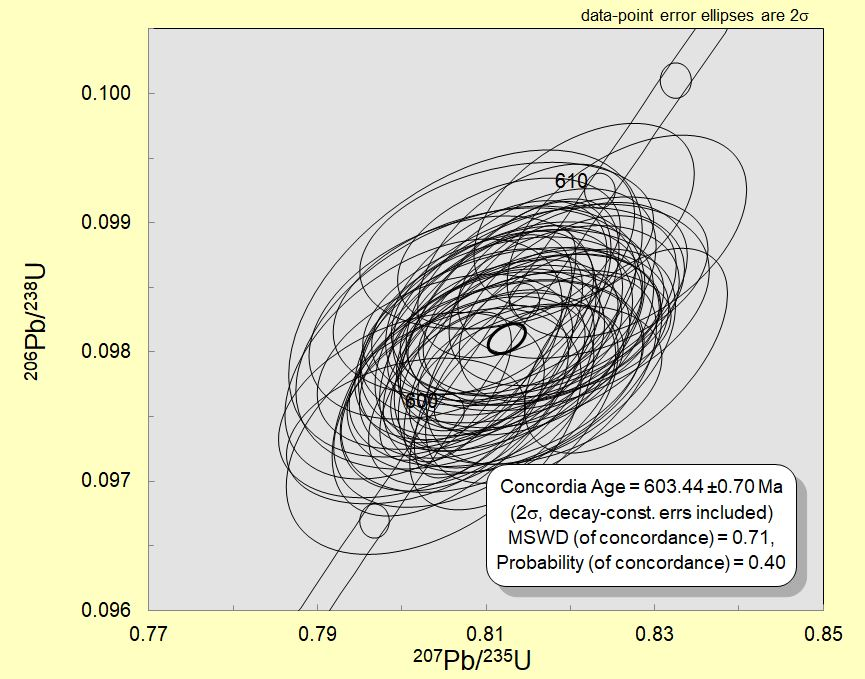 data-point error ellipses are 2σ
0.100
610
0.099
206Pb/238U
0.098
600
0.097
Concordia Age = 603.44 ±0.70 Ma
(2σ, decay-const. errs included)
MSWD (of concordance) = 0.71,
Probability (of concordance) = 0.40
0.096
0.77 0.79 0.81 0.83 0.85
207Pb/235U